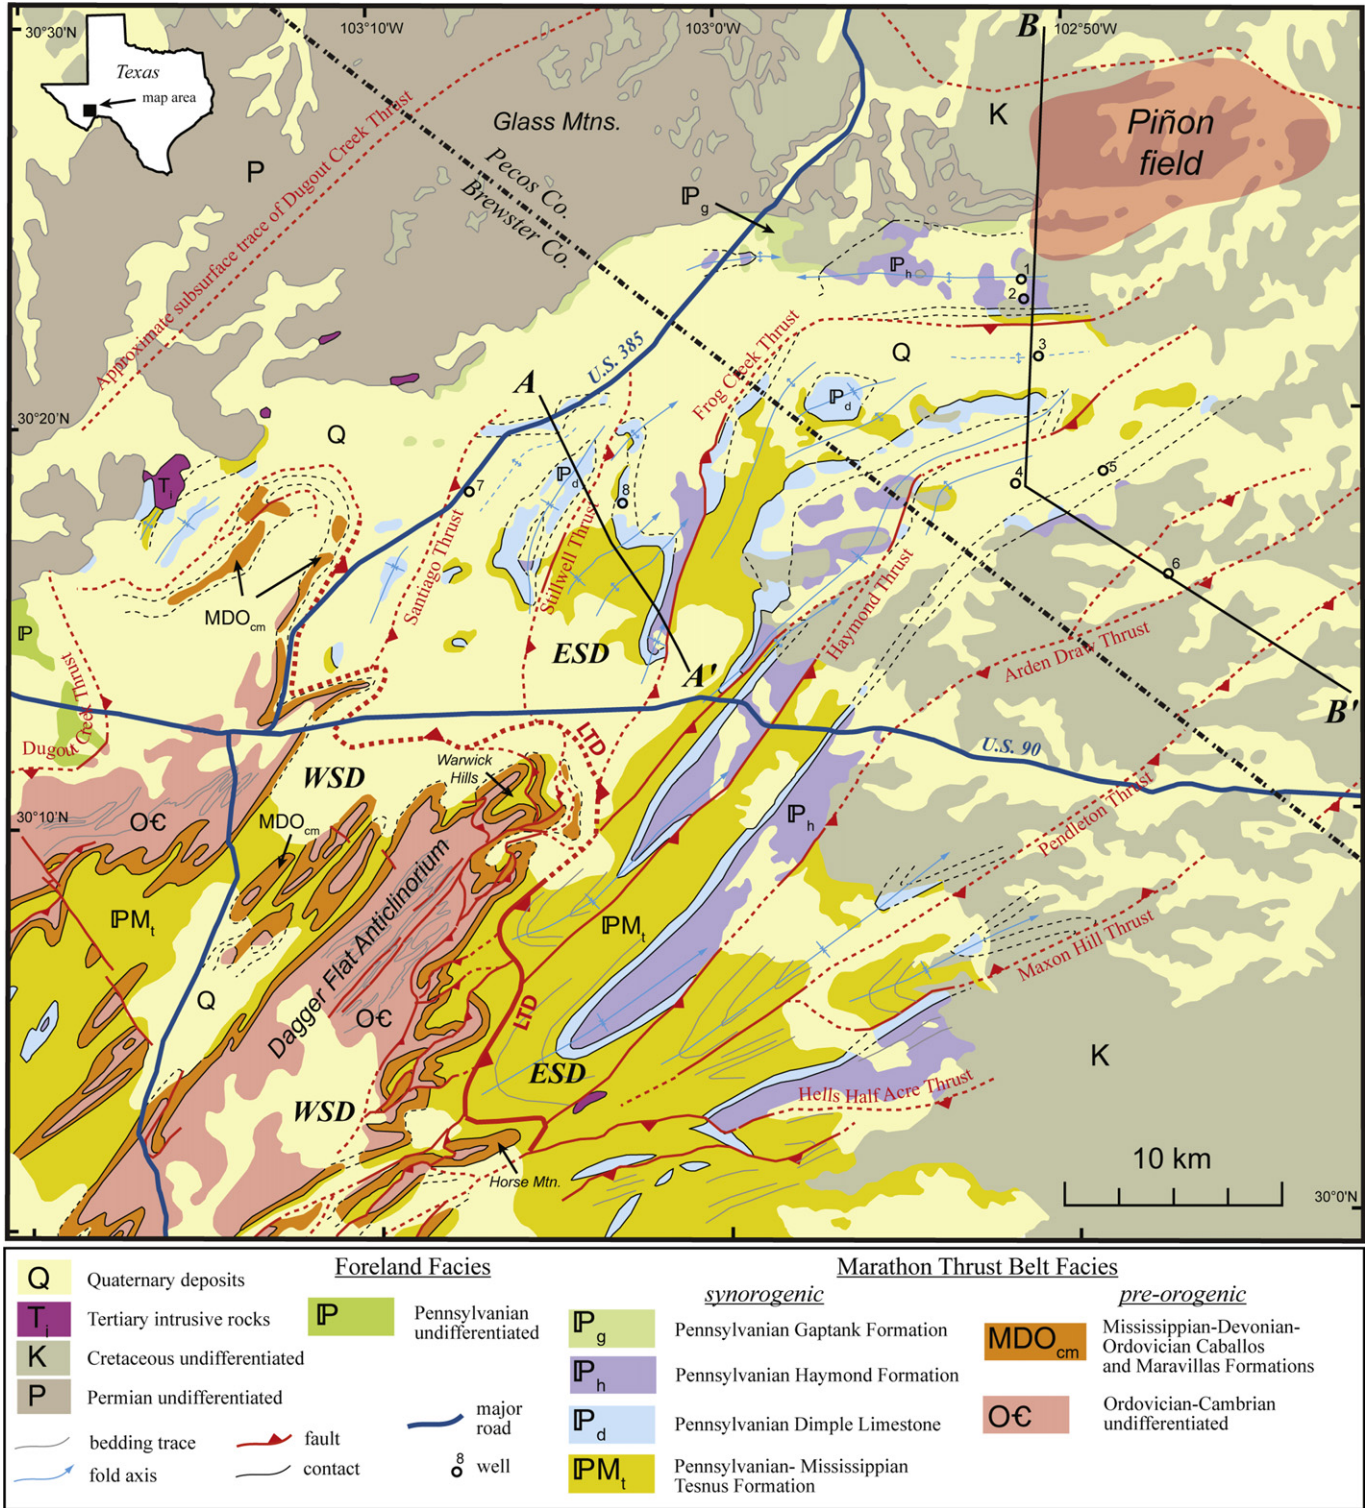 30°30'N
103°10'W
103°0'W
102°50'W
B
Texas
map area
Glass Mtns.
K
Piñon
field
P
Pecos Co.
Brewster Co.
ℙg
Approximate subsurface trace of Dugout Creek Thrust
ℙh
1
2
3
U.S. 385
Frog Creek Thrust
Q
A
ℙd
30°20'N
Q
Ti
7
ℙd
8
4
5
6
MDOcm
Santiago Thrust
Stillwell Thrust
Haymond Thrust
ℙ
ESD
A'
Arden Draw Thrust
B'
Dugout Creek Thrust
LTD
U.S. 90
WSD
Warwick
Hills
30°10'N
O€
MDOcm
ℙh
Pendleton Thrust
Dagger Flat Anticlinorium
ℙMt
ℙMt
Maxon Hill Thrust
Q
O€
LTD
K
ESD
WSD
Hells Half Acre Thrust
Horse Mtn.
10 km
30°0'N
Q Quaternary deposits
Ti Tertiary intrusive rocks
K Cretaceous undifferentiated
P Permian undifferentiated
bedding trace
fold axis
fault
contact
Foreland Facies
ℙ Pennsylvanian
undifferentiated
major
road
8 well
Marathon Thrust Belt Facies
synorogenic
ℙg Pennsylvanian Gaptank Formation
ℙh Pennsylvanian Haymond Formation
ℙd Pennsylvanian Dimple Limestone
ℙMt Pennsylvanian- Mississippian
Tesnus Formation
pre-orogenic
MDOcm Mississippian-Devonian-
Ordovician Caballos
and Maravillas Formations
O€ Ordovician-Cambrian
undifferentiated